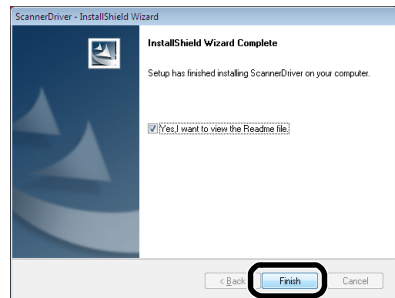 ScannerDriver - InstallShield Wizard
InstallShield Wizard Complete
Setup has finished installing ScannerDriver on your computer.
Yes,I want to view the Readme file.
< Back
Finish
Cancel